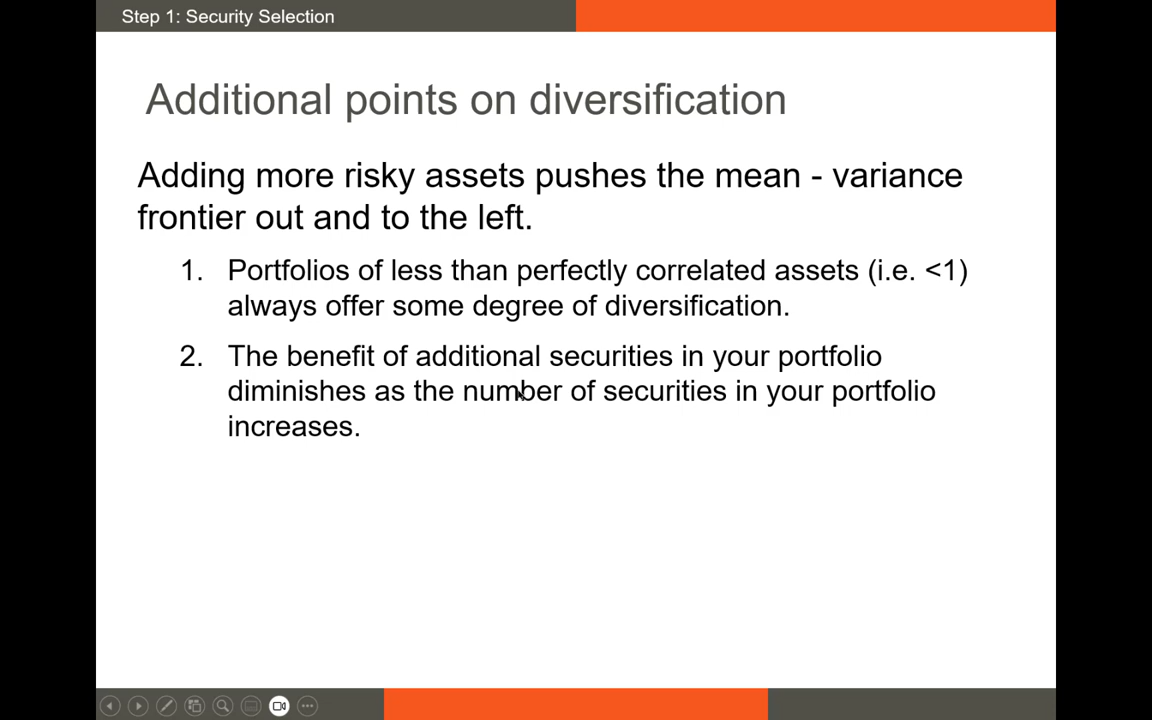 Step 1: Security Selection
Additional points on diversification
Adding more risky assets pushes the mean - variance
frontier out and to the left.
1. Portfolios of less than perfectly correlated assets (i.e. <1)
always offer some degree of diversification.
2. The benefit of additional securities in your portfolio
diminishes as the number of securities in your portfolio
increases.